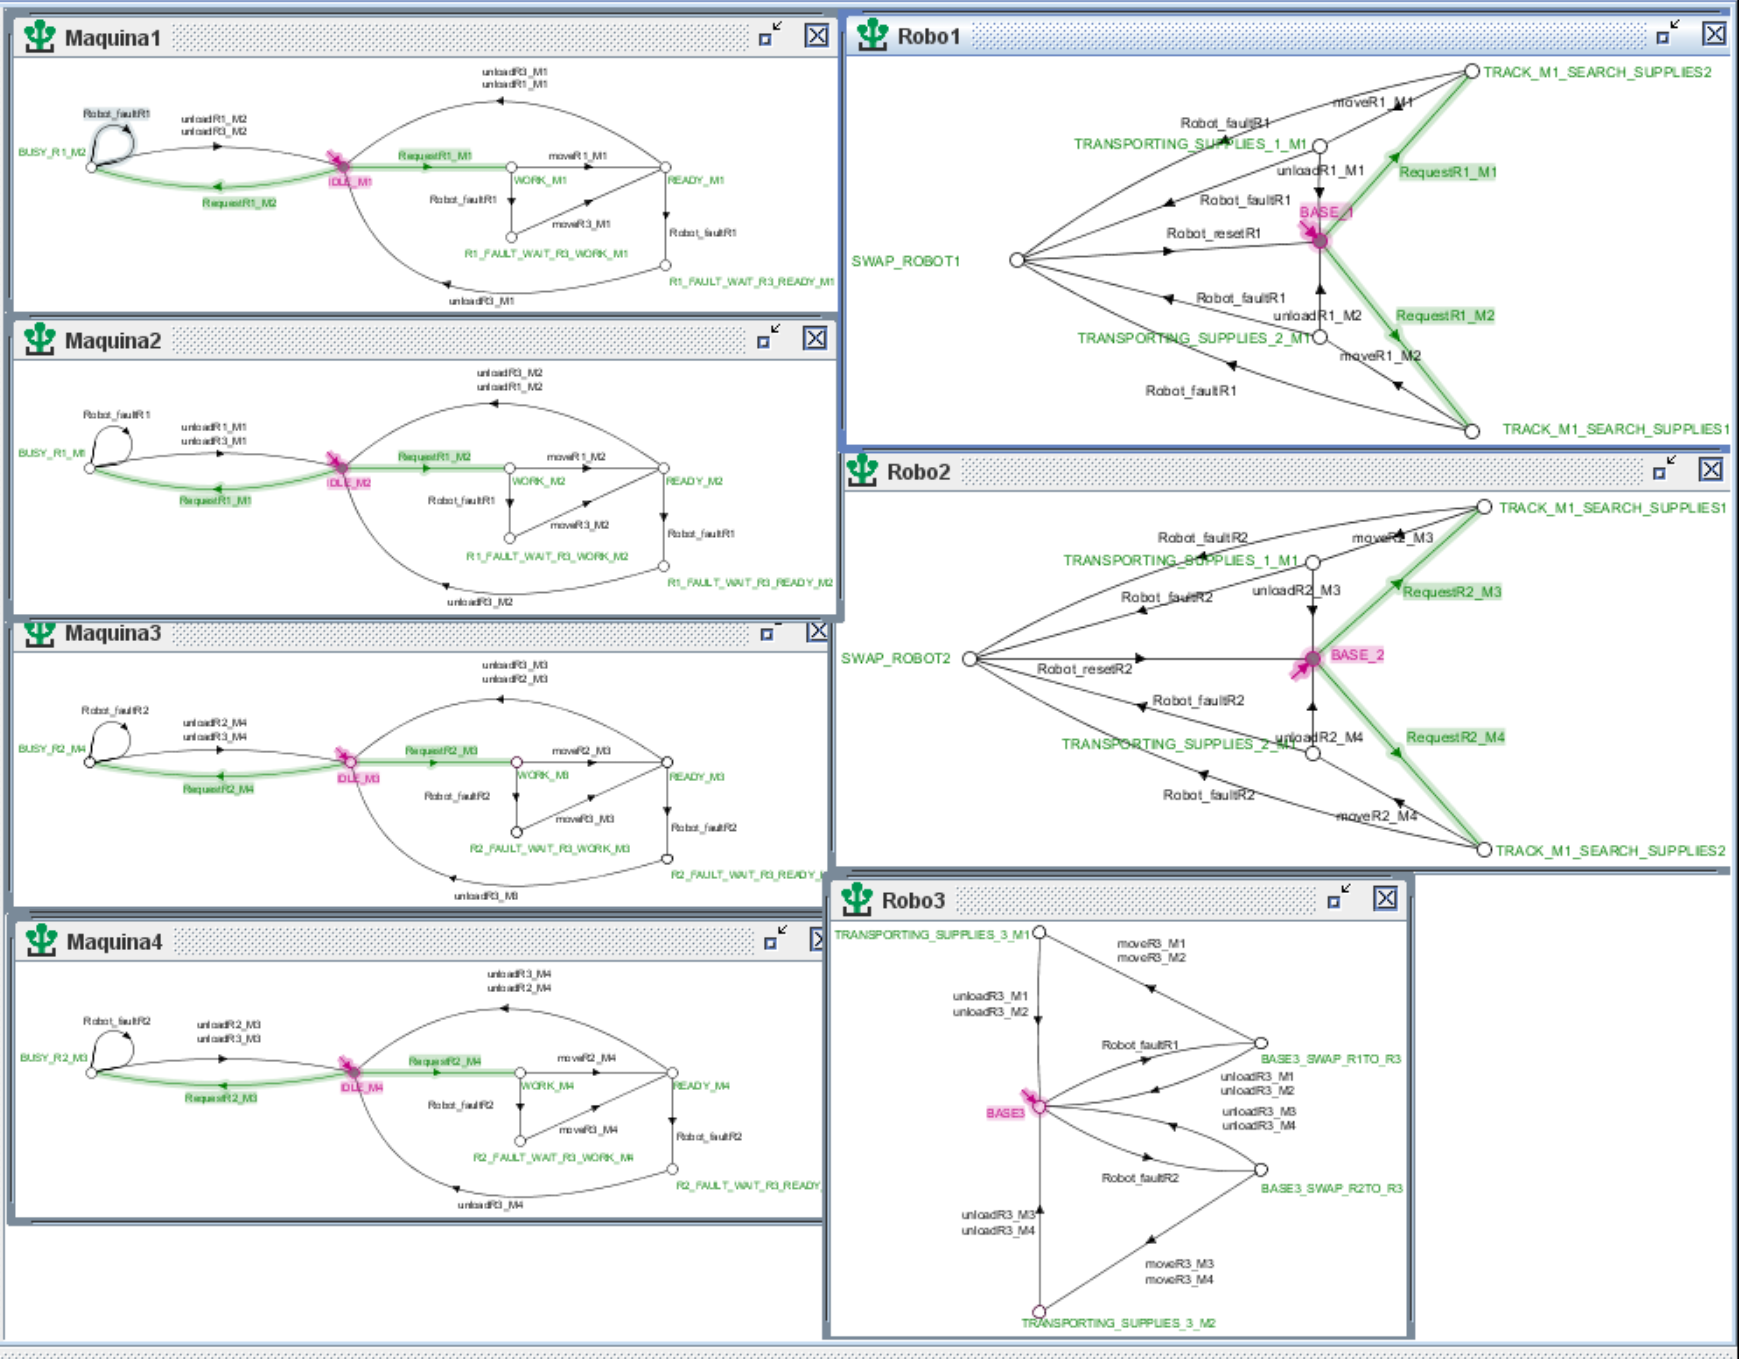 Maquina1
unloadR3_M1
unloadR1_M1
Robot_faultR1
unloadR1_M2
unloadR3_M2
BUSY_R1_M2
RequestR1_M1
moveR1_M1
IDLE_M1
WORK_M1
READY_M1
RequestR1_M2
Robot_faultR1
moveR3_M1
Robot_faultR1
R1_FAULT_WAIT_R3_WORK_M1
R1_FAULT_WAIT_R3_READY_M1
unloadR3_M1
Maquina2
unloadR3_M2
unloadR1_M2
Robot_faultR1
unloadR1_M1
unloadR3_M1
BUSY_R1_M1
RequestR1_M2
moveR1_M2
IDLE_M2
WORK_M2
READY_M2
RequestR1_M1
Robot_faultR1
moveR3_M2
Robot_faultR1
R1_FAULT_WAIT_R3_WORK_M2
R1_FAULT_WAIT_R3_READY_M2
unloadR3_M2
Maquina3
unloadR3_M3
unloadR2_M3
Robot_faultR2
unloadR2_M4
unloadR3_M4
BUSY_R2_M4
RequestR2_M3
moveR2_M3
IDLE_M3
WORK_M3
READY_M3
RequestR2_M4
Robot_faultR2
moveR3_M3
Robot_faultR2
R2_FAULT_WAIT_R3_WORK_M3
R2_FAULT_WAIT_R3_READY_
unloadR3_M3
Maquina4
unloadR3_M4
unloadR2_M4
Robot_faultR2
unloadR2_M3
unloadR3_M3
BUSY_R2_M3
RequestR2_M4
moveR2_M4
IDLE_M4
WORK_M4
READY_M4
RequestR2_M3
Robot_faultR2
moveR3_M4
Robot_faultR2
R2_FAULT_WAIT_R3_WORK_M4
R2_FAULT_WAIT_R3_READY_
unloadR3_M4
Robo1
TRACK_M1_SEARCH_SUPPLIES2
moveR1_M1
Robot_faultR1
TRANSPORTING_SUPPLIES_1_M1
unloadR1_M1
RequestR1_M1
Robot_faultR1
BASE_1
Robot_resetR1
SWAP_ROBOT1
Robot_faultR1
unloadR1_M2
RequestR1_M2
TRANSPORTING_SUPPLIES_2_M1
moveR1_M2
Robot_faultR1
TRACK_M1_SEARCH_SUPPLIES1
Robo2
TRACK_M1_SEARCH_SUPPLIES1
Robot_faultR2
moveR2_M3
TRANSPORTING_SUPPLIES_1_M1
unloadR2_M3
RequestR2_M3
Robot_faultR2
SWAP_ROBOT2
BASE_2
Robot_resetR2
Robot_faultR2
unloadR2_M4
RequestR2_M4
TRANSPORTING_SUPPLIES_2_M1
Robot_faultR2
moveR2_M4
TRACK_M1_SEARCH_SUPPLIES2
Robo3
TRANSPORTING_SUPPLIES_3_M1
moveR3_M1
moveR3_M2
unloadR3_M1
unloadR3_M2
Robot_faultR1
BASE3_SWAP_R1TO_R3
unloadR3_M1
unloadR3_M2
BASE3
unloadR3_M3
unloadR3_M4
Robot_faultR2
BASE3_SWAP_R2TO_R3
unloadR3_M3
unloadR3_M4
moveR3_M3
moveR3_M4
TRANSPORTING_SUPPLIES_3_M2